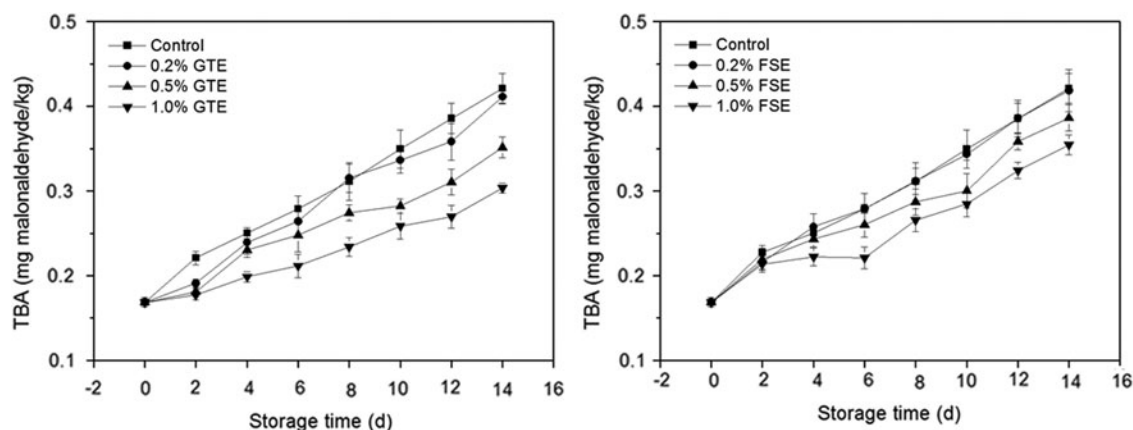 0.5
0.4
0.3
0.2
0.1
TBA (mg malonaldehyde/kg)
Control
0.2% GTE
0.5% GTE
1.0% GTE
-2 0 2 4 6 8 10 12 14 16
Storage time (d)
0.5
0.4
0.3
0.2
0.1
TBA (mg malonaldehyde/kg)
Control
0.2% FSE
0.5% FSE
1.0% FSE
-2 0 2 4 6 8 10 12 14 16
Storage time (d)